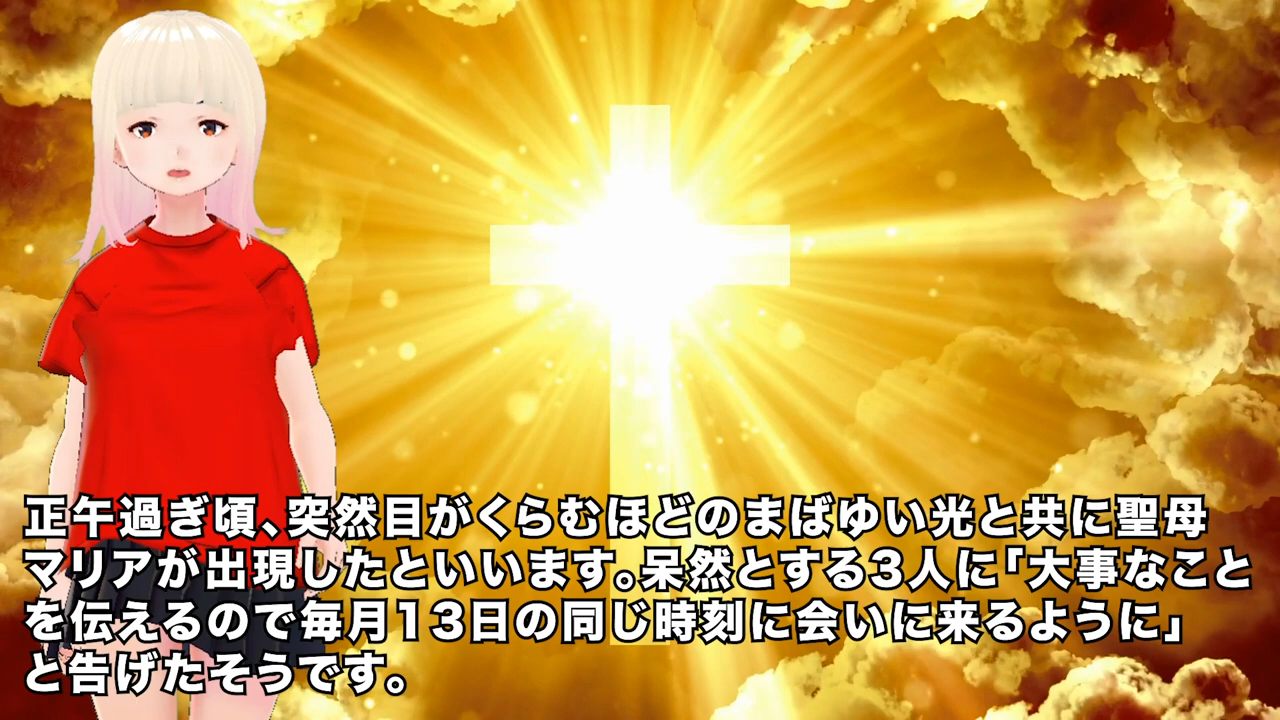 正午過ぎ頃、突然目がくらむほどのまばゆい光と共に聖母
マリアが出現したといいます。呆然とする3人に｢大事なこと
を伝えるので毎月13日の同じ時刻に会いに来るように｣
と告げたそうです。